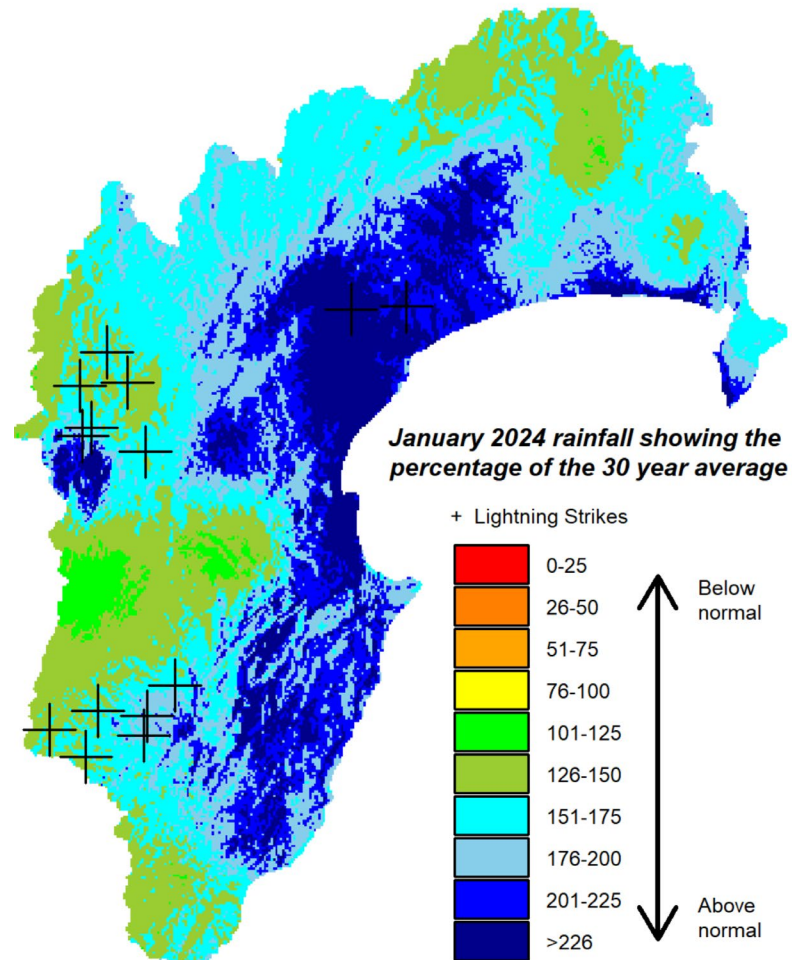 January 2024 rainfall showing the
percentage of the 30 year average
+ Lightning Strikes
0-25
26-50
51-75
76-100
101-125
126-150
151-175
176-200
201-225
>226
Below
normal
Above
normal